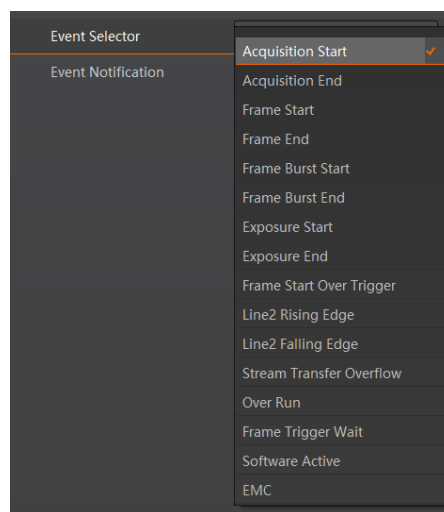 Event Selector
Acquisition Start
Event Notification
Acquisition End
Frame Start
Frame End
Frame Burst Start
Frame Burst End
Exposure Start
Exposure End
Frame Start Over Trigger
Line2 Rising Edge
Line2 Falling Edge
Stream Transfer Overflow
Over Run
Frame Trigger Wait
Software Active
EMC